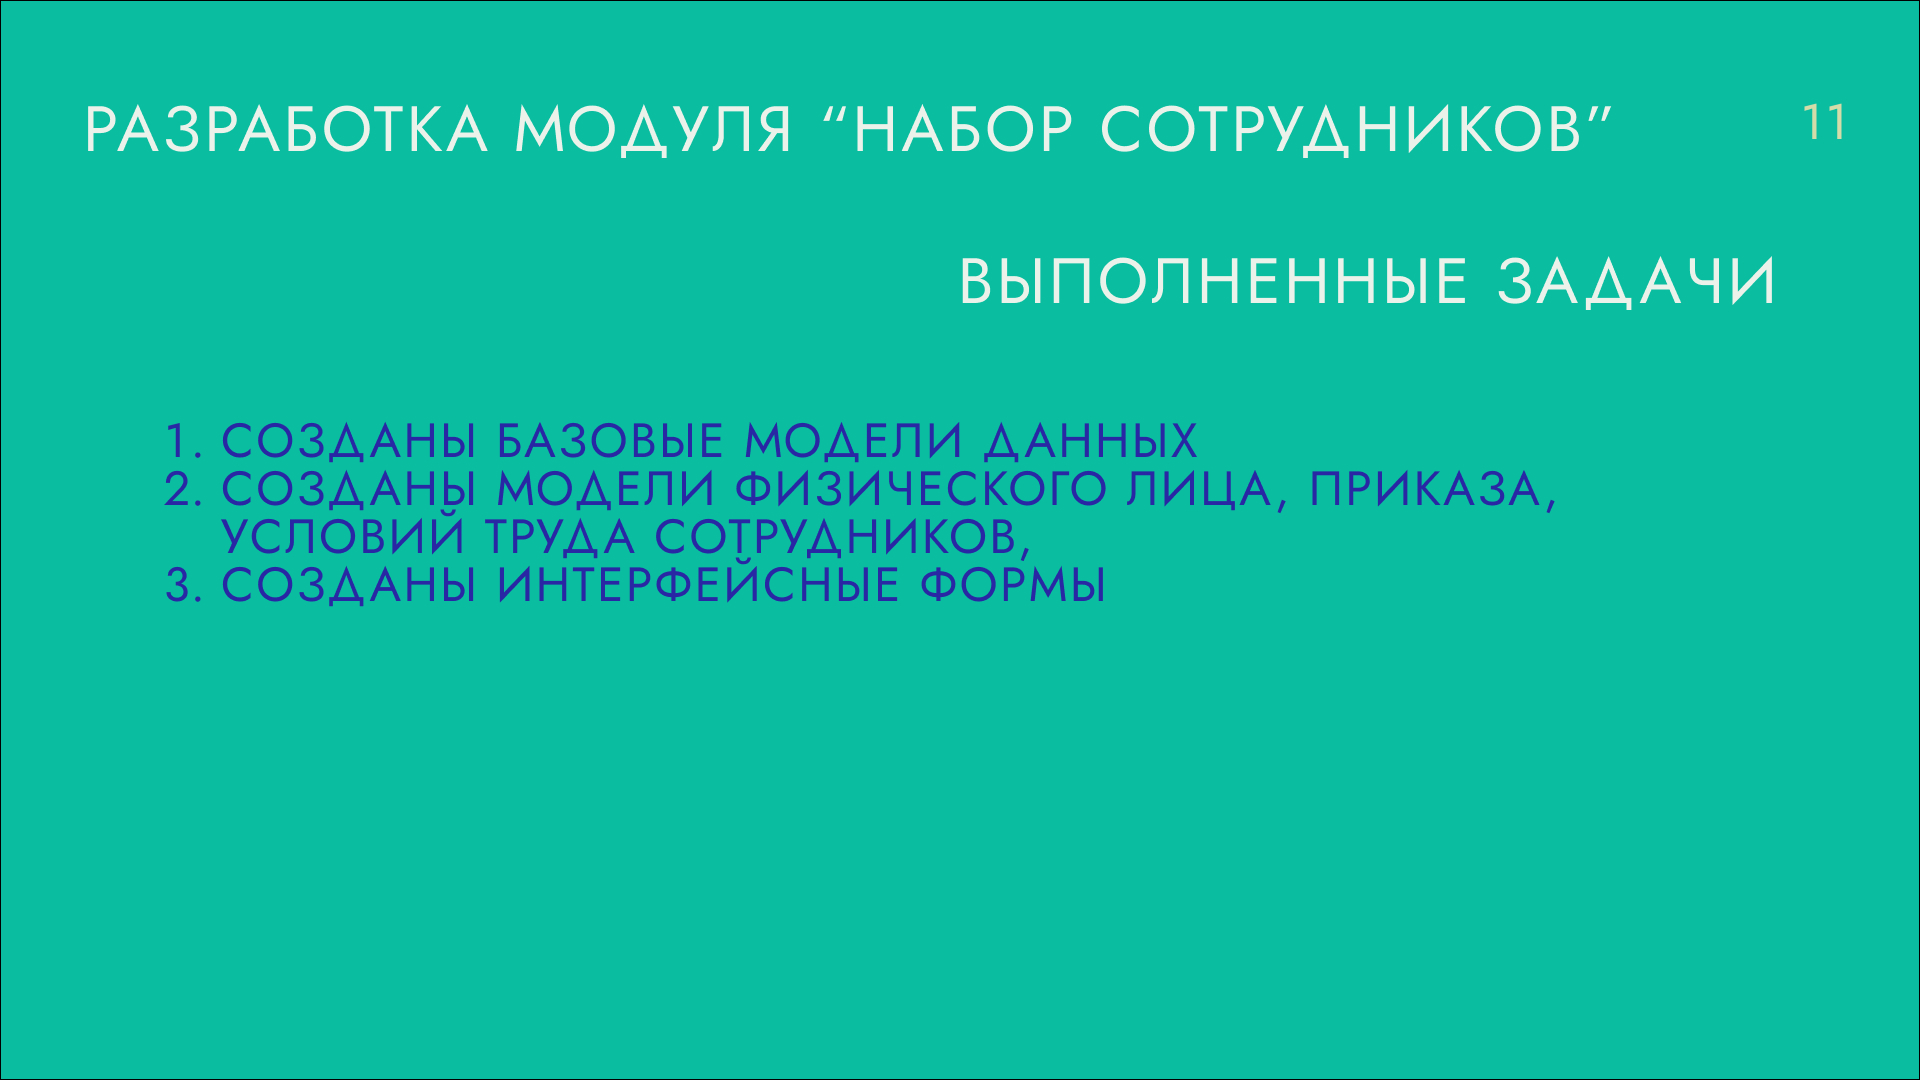 РАЗРАБОТКА МОДУЛЯ “НАБОР СОТРУДНИКОВ”
11
ВЫПОЛНЕННЫЕ ЗАДАЧИ
1. СОЗДАНЫ БАЗОВЫЕ МОДЕЛИ ДАННЫХ
2. СОЗДАНЫ МОДЕЛИ ФИЗИЧЕСКОГО ЛИЦА, ПРИКАЗА,
УСЛОВИЙ ТРУДА СОТРУДНИКОВ,
3. СОЗДАНЫ ИНТЕРФЕЙСНЫЕ ФОРМЫ